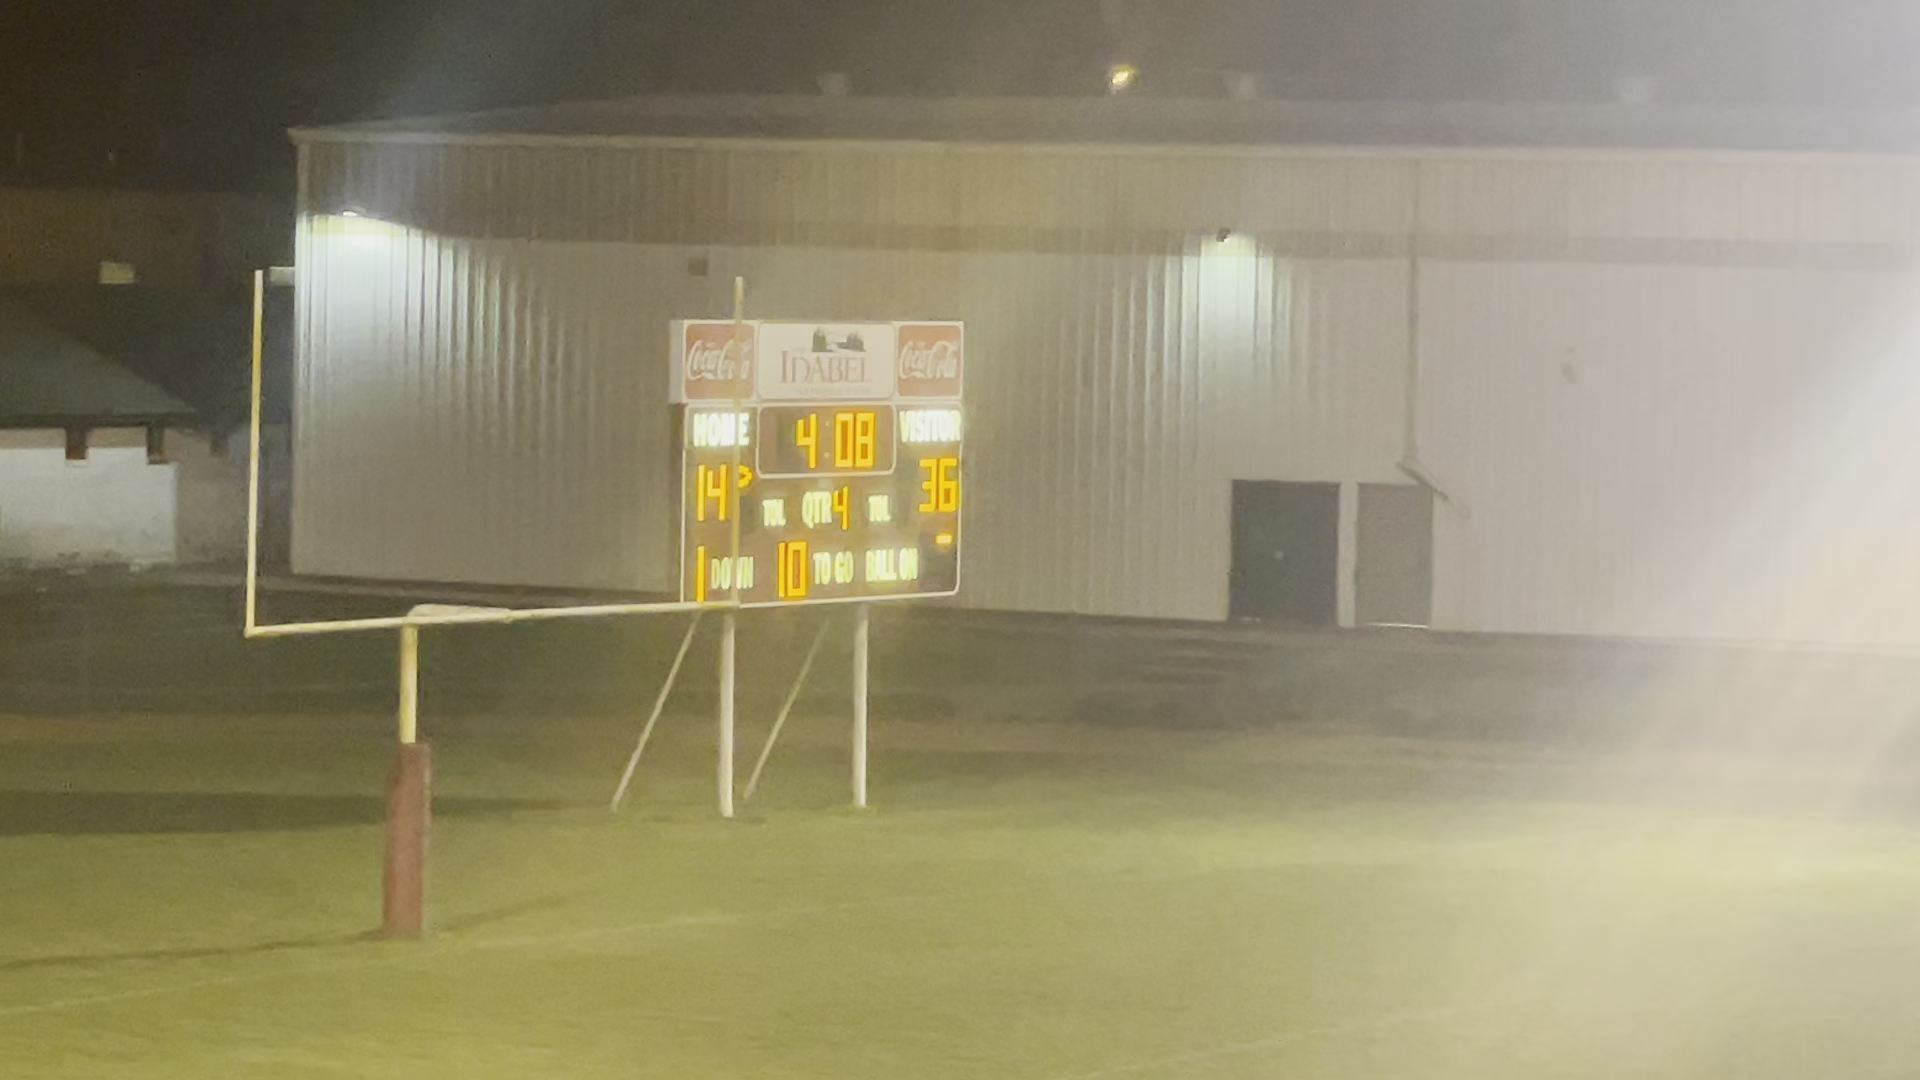 Coca-Cola IDABEL Coca-Cola
HOME 4:08 VISITOR
14 36
TOL QTR 4 TOL
1 DOWN 10 TO GO BALL ON